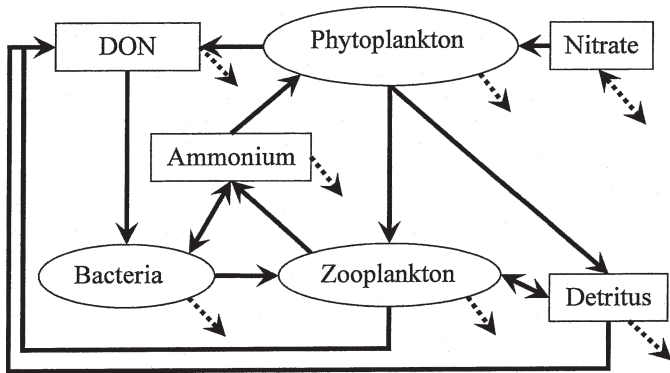 DON
Phytoplankton
Nitrate
Ammonium
Bacteria
Zooplankton
Detritus